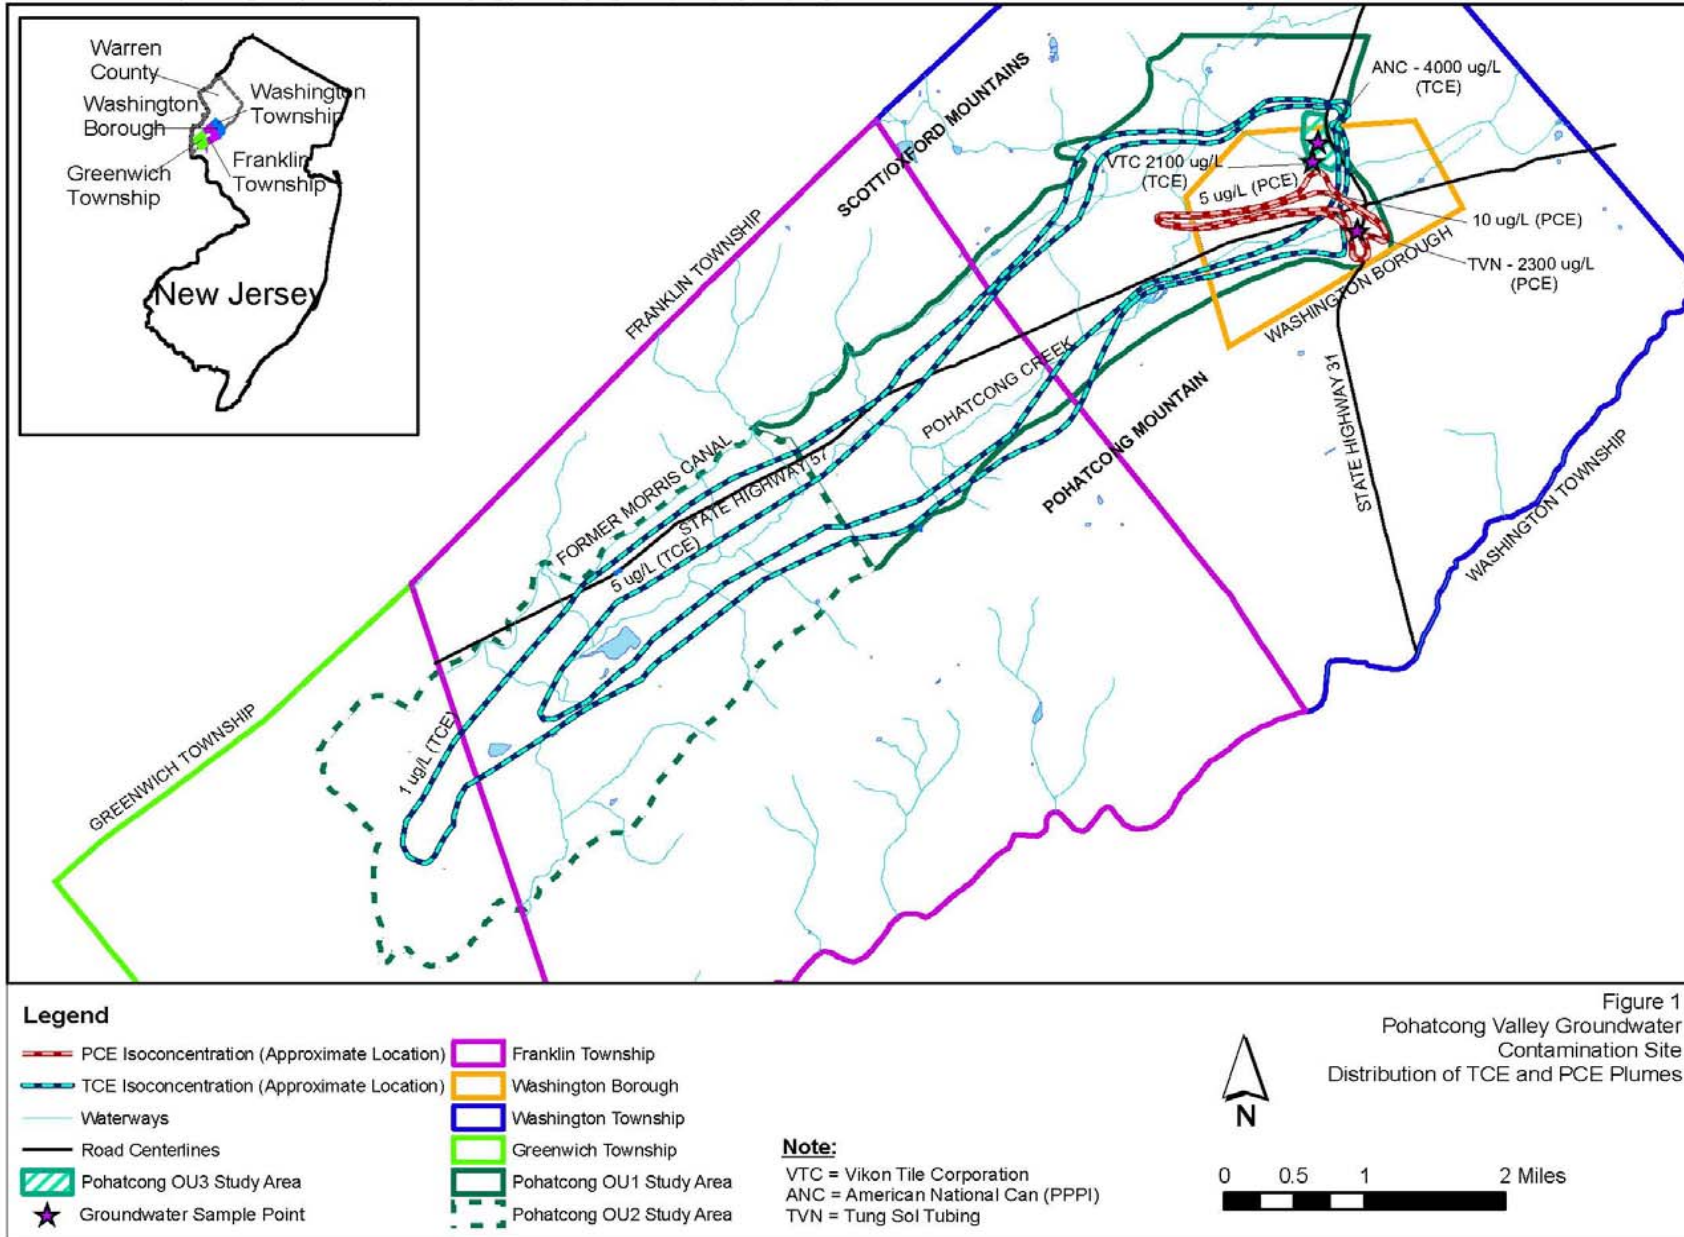 Warren
County
Washington
Borough
Washington
Township
Greenwich
Township
Franklin
Township
New Jersey
SCOTT/OXFORD MOUNTAINS
ANC - 4000 ug/L
(TCE)
VTC 2100 ug/L
(TCE)
5 ug/L (PCE)
10 ug/L (PCE)
TVN - 2300 ug/L
(PCE)
WASHINGTON BOROUGH
FRANKLIN TOWNSHIP
POHATCONG CREEK
POHATCONG MOUNTAIN
STATE HIGHWAY 31
WASHINGTON TOWNSHIP
FORMER MORRIS CANAL
STATE HIGHWAY 57
5 ug/L (TCE)
1 ug/L (TCE)
GREENWICH TOWNSHIP
Legend
PCE Isoconcentration (Approximate Location)
TCE Isoconcentration (Approximate Location)
Waterways
Road Centerlines
Pohatcong OU3 Study Area
Groundwater Sample Point
Franklin Township
Washington Borough
Washington Township
Greenwich Township
Pohatcong OU1 Study Area
Pohatcong OU2 Study Area
Note:
VTC = Vikon Tile Corporation
ANC = American National Can (PPPI)
TVN = Tung Sol Tubing
N
0 0.5 1 2 Miles
Figure 1
Pohatcong Valley Groundwater
Contamination Site
Distribution of TCE and PCE Plumes